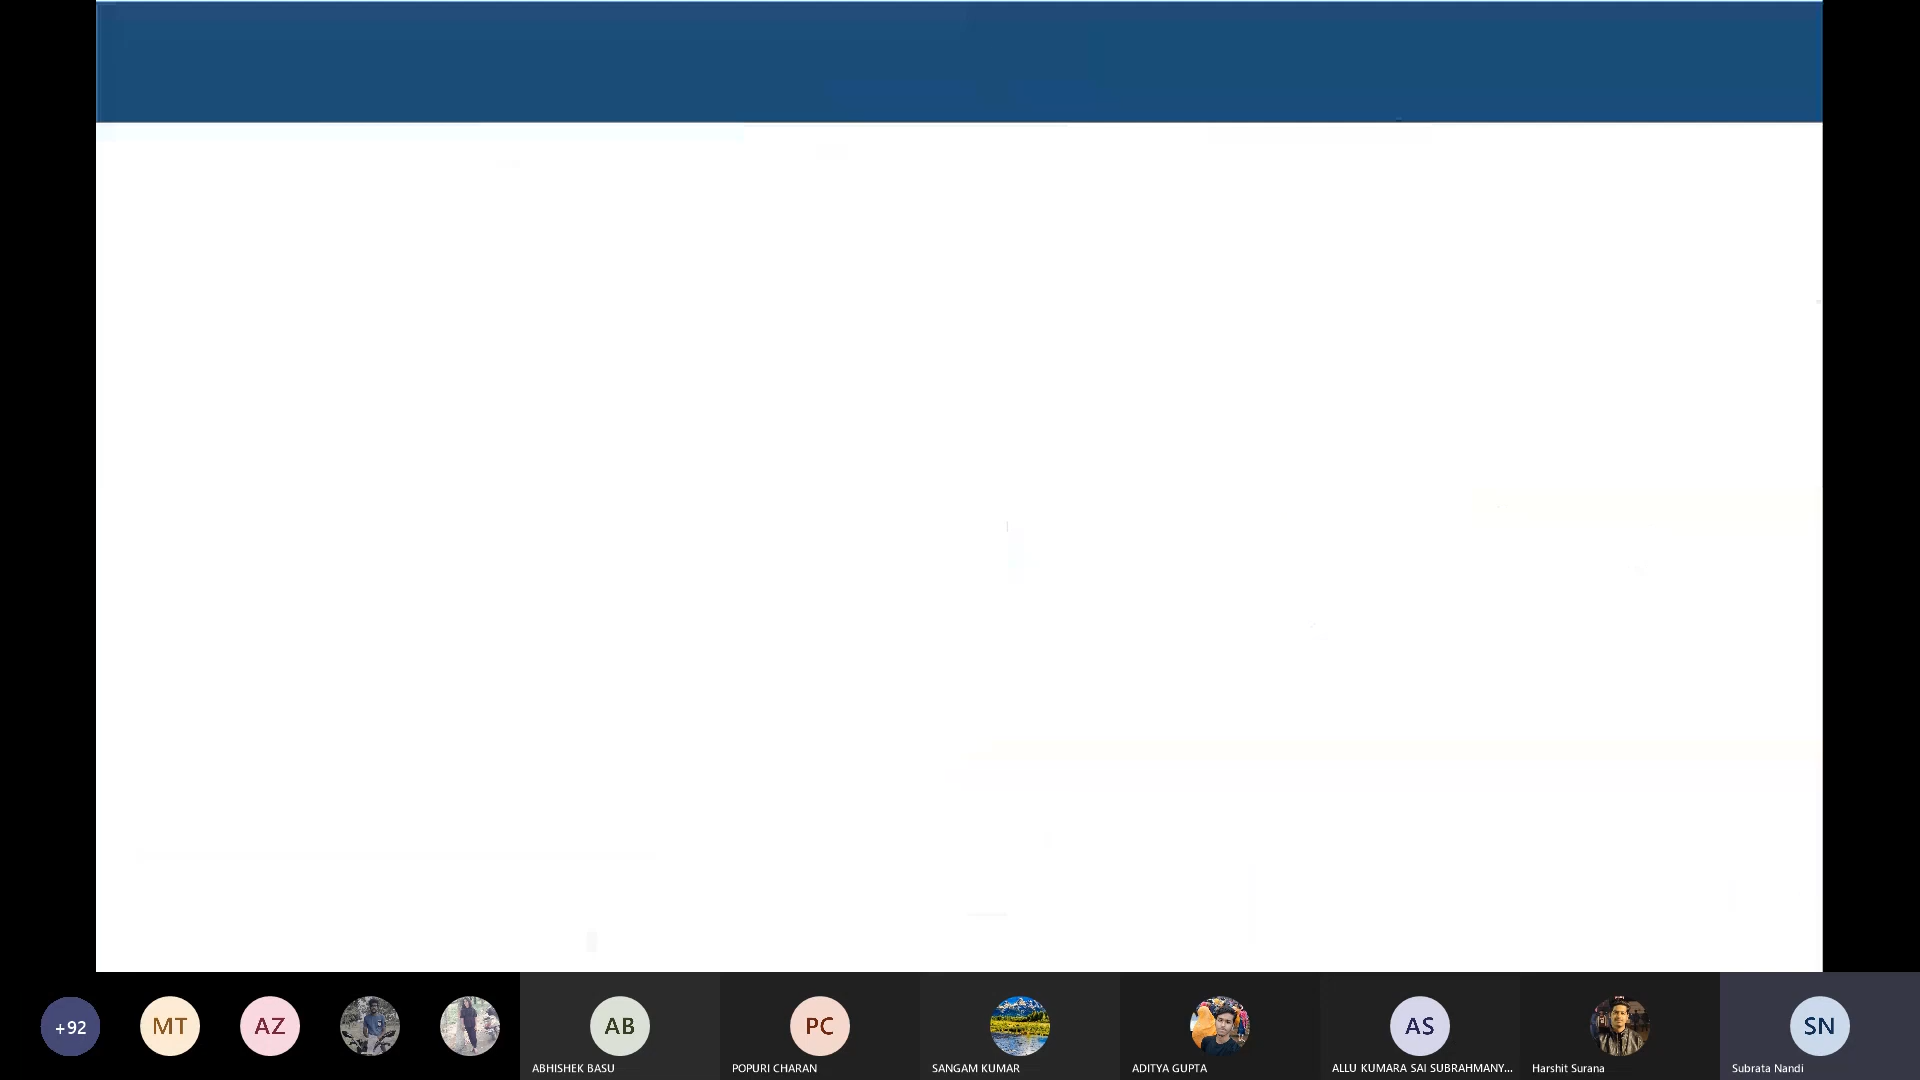 +92
MT
AZ
AB
PC
AS
SN
ABHISHEK BASU
POPURI CHARAN
SANGAM KUMAR
ADITYA GUPTA
ALLU KUMARA SAI SUBRAHMANY...
Harshit Surana
Subrata Nandi